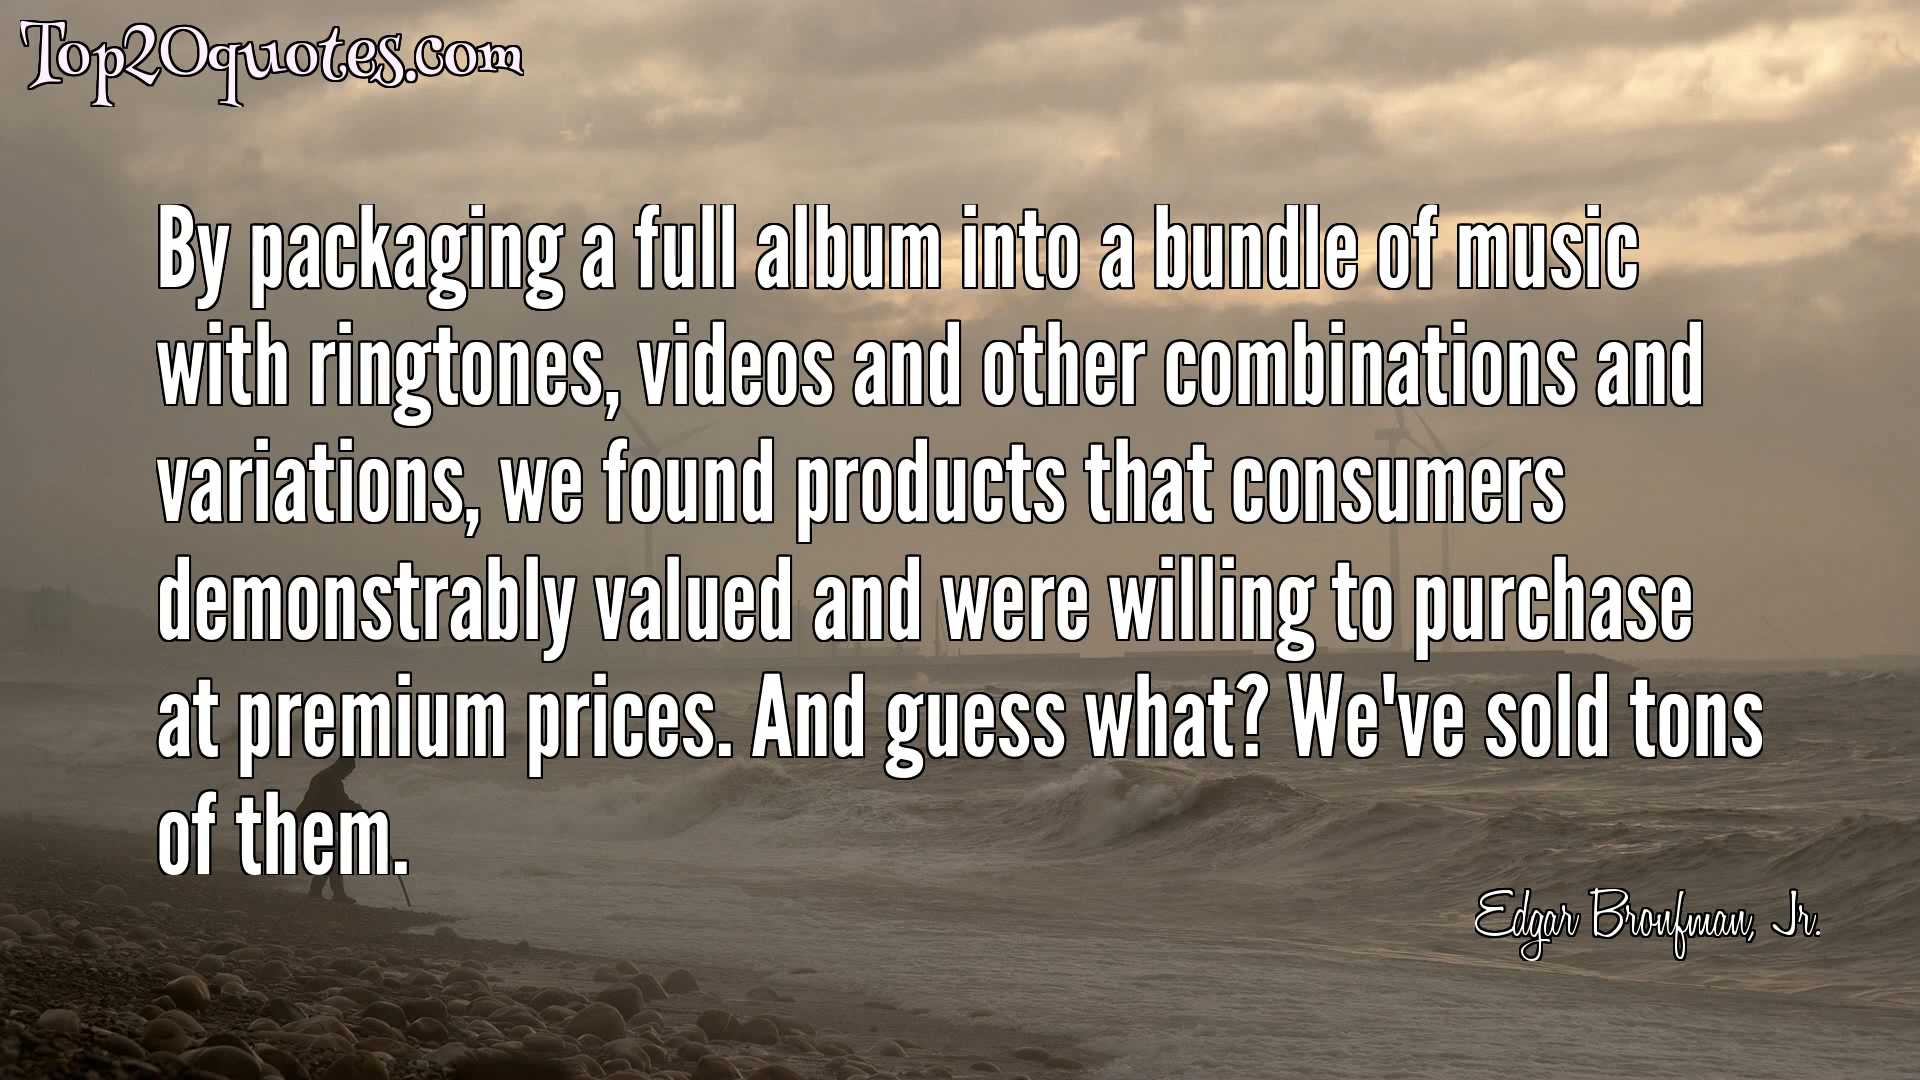 Top20quotes.com
By packaging a full album into a bundle of music
with ringtones, videos and other combinations and
variations, we found products that consumers
demonstrably valued and were willing to purchase
at premium prices. And guess what? We've sold tons
of them.
Edgar Bronfman, Jr.